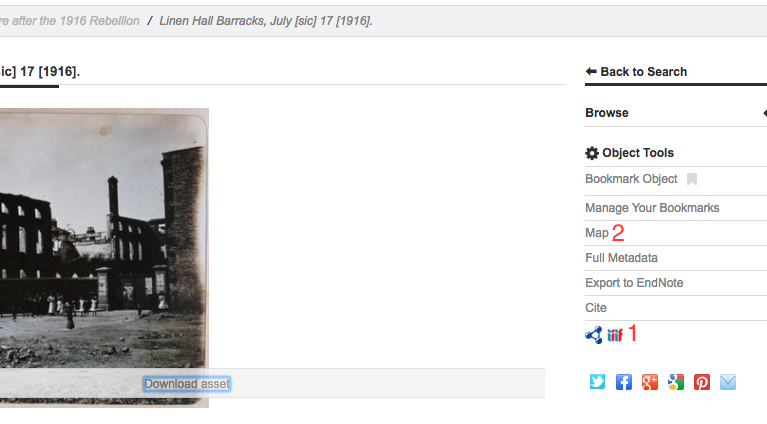 re after the 1916 Rebellion / Linen Hall Barracks, July [sic] 17 [1916].
ic] 17 [1916].
Back to Search
Browse
Object Tools
Bookmark Object
Manage Your Bookmarks
Map 2
Full Metadata
Export to EndNote
Cite
iiif 1
Download asset